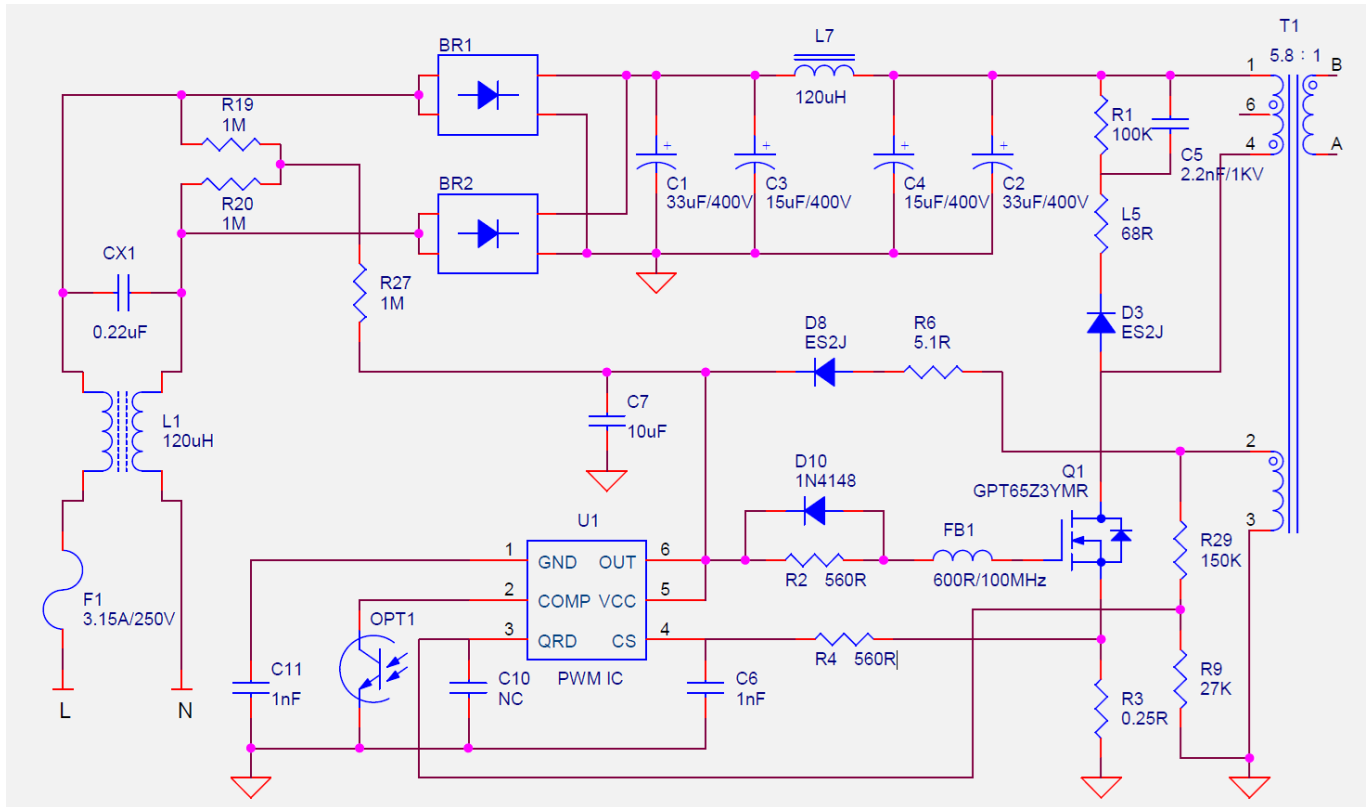 T1
5.8 : 1
BR1
L7
120uH
1
B
6
4
A
R19
1M
R20
1M
R1
100K
C5
2.2nF/1KV
C1
33uF/400V
C3
15uF/400V
C4
15uF/400V
C2
33uF/400V
BR2
L5
68R
CX1
0.22uF
R27
1M
D3
ES2J
D8
ES2J
R6
5.1R
L1
120uH
C7
10uF
2
3
D10
1N4148
Q1
GPT65Z3YMR
FB1
600R/100MHz
R2 560R
R29
150K
U1
1 GND OUT 6
2 COMP VCC 5
3 QRD CS 4
PWM IC
F1
3.15A/250V
OPT1
R4 560R
C11
1nF
C10
NC
C6
1nF
R3
0.25R
R9
27K
L
N